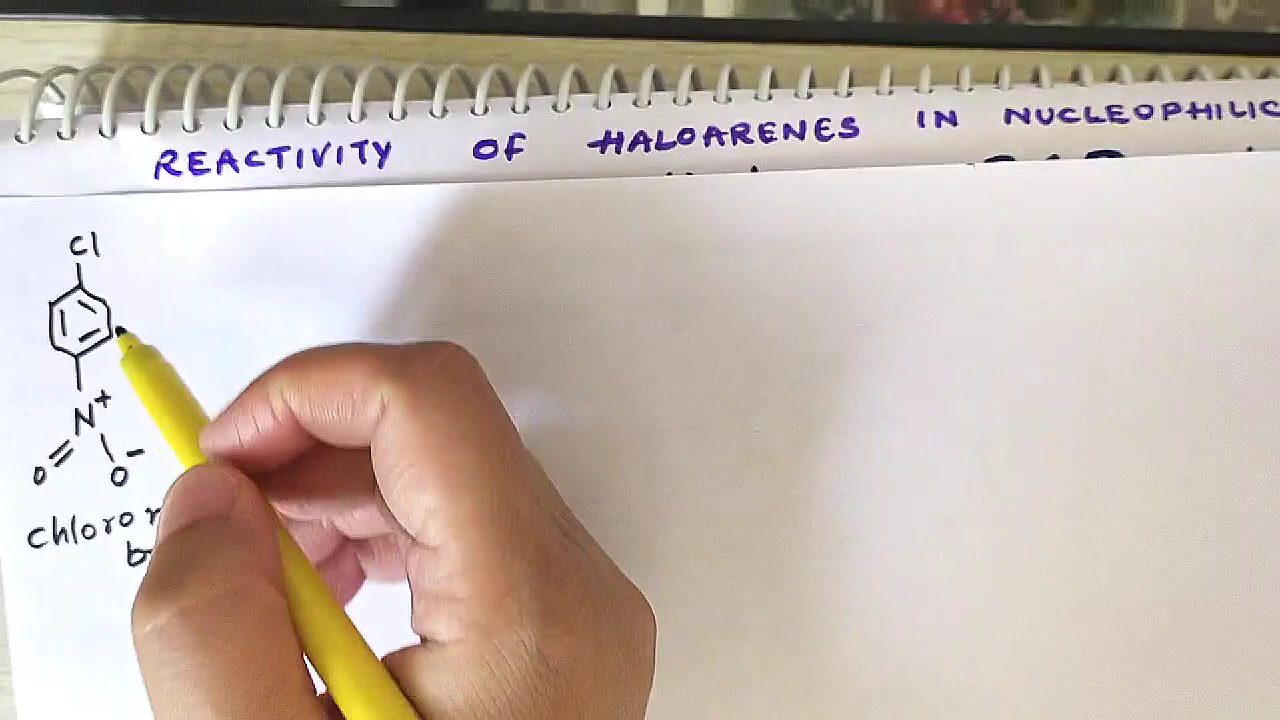 REACTIVITY OF HALOARENES IN NUCLEOPHILIC
Cl
N+
O O-
chloro